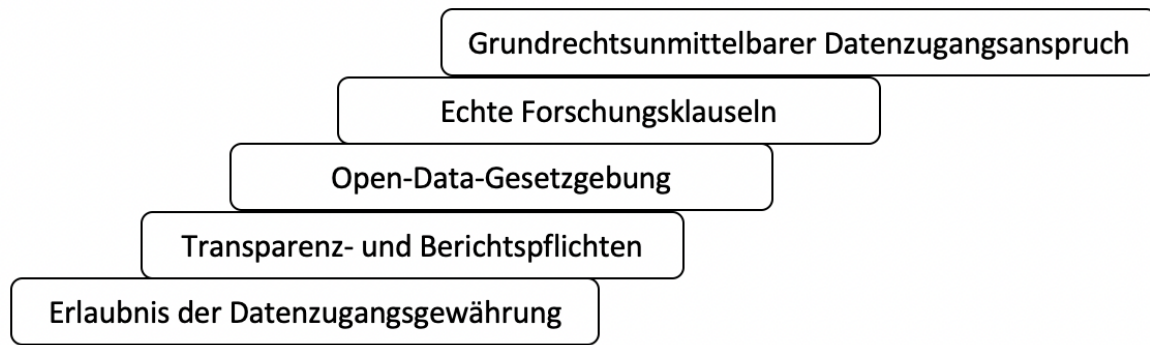 Grundrechtsunmittelbarer Datenzugangsanspruch
Echte Forschungsklauseln
Open-Data-Gesetzgebung
Transparenz- und Berichtspflichten
Erlaubnis der Datenzugangsgewährung